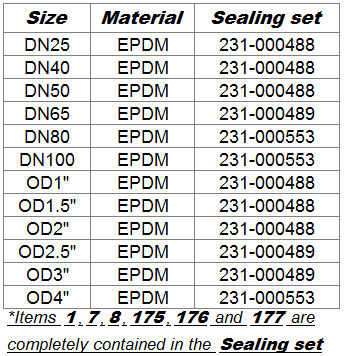 Size Material Sealing set
DN25 EPDM 231-000488
DN40 EPDM 231-000488
DN50 EPDM 231-000488
DN65 EPDM 231-000489
DN80 EPDM 231-000553
DN100 EPDM 231-000553
OD1" EPDM 231-000488
OD1.5" EPDM 231-000488
OD2" EPDM 231-000488
OD2.5" EPDM 231-000489
OD3" EPDM 231-000489
OD4" EPDM 231-000553
*Items 1, 7, 8, 175, 176 and 177 are
completely contained in the Sealing set